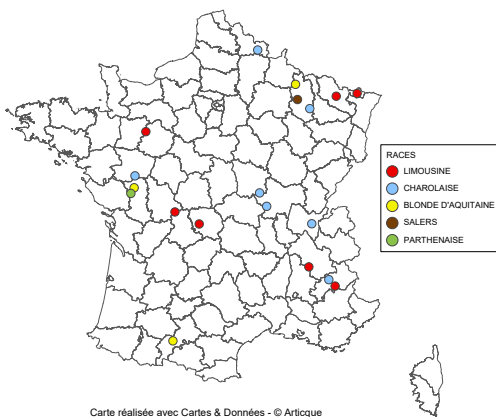 RACES
LIMOUSINE
CHAROLAISE
BLONDE D'AQUITAINE
SALERS
PARTHENAISE
Carte réalisée avec Cartes & Données - © Articque